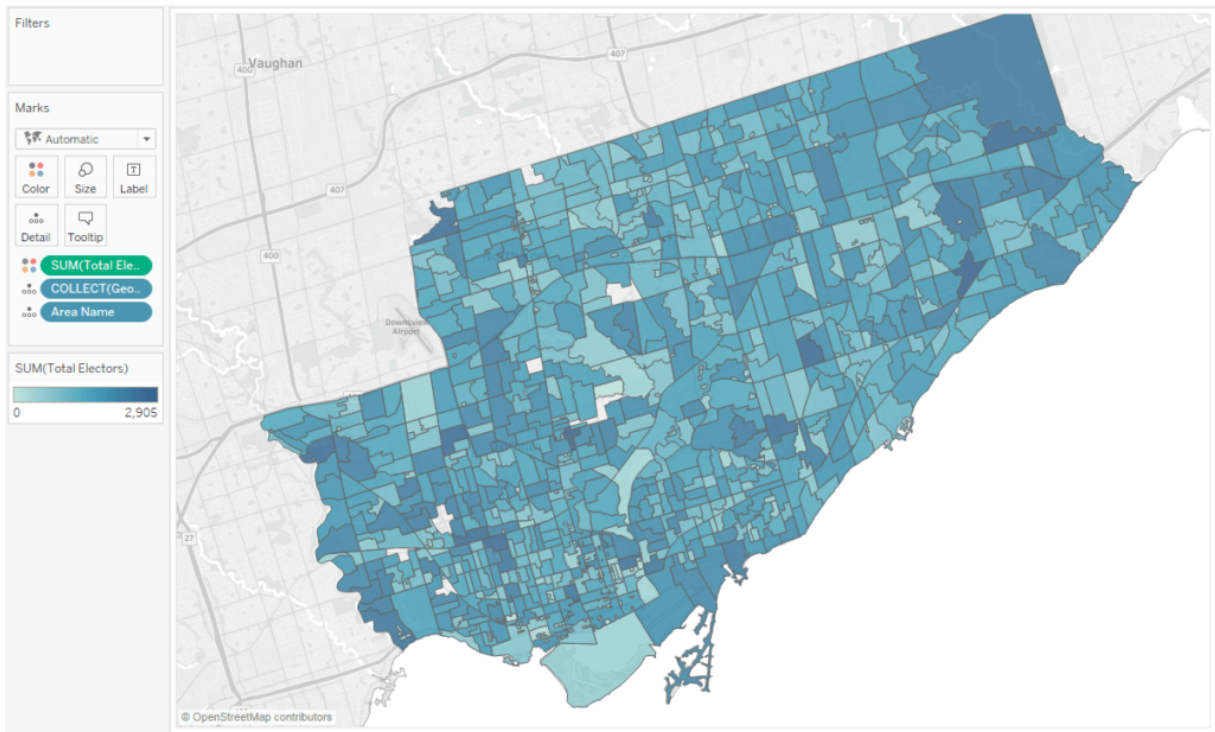 Filters
Marks
Automatic
Color
Size
Label
Detail
Tooltip
SUM(Total Ele..
COLLECT(Geo..
Area Name
SUM(Total Electors)
0
2,905
Vaughan
400
407
407
400
Downsview
Airport
27
© OpenStreetMap contributors